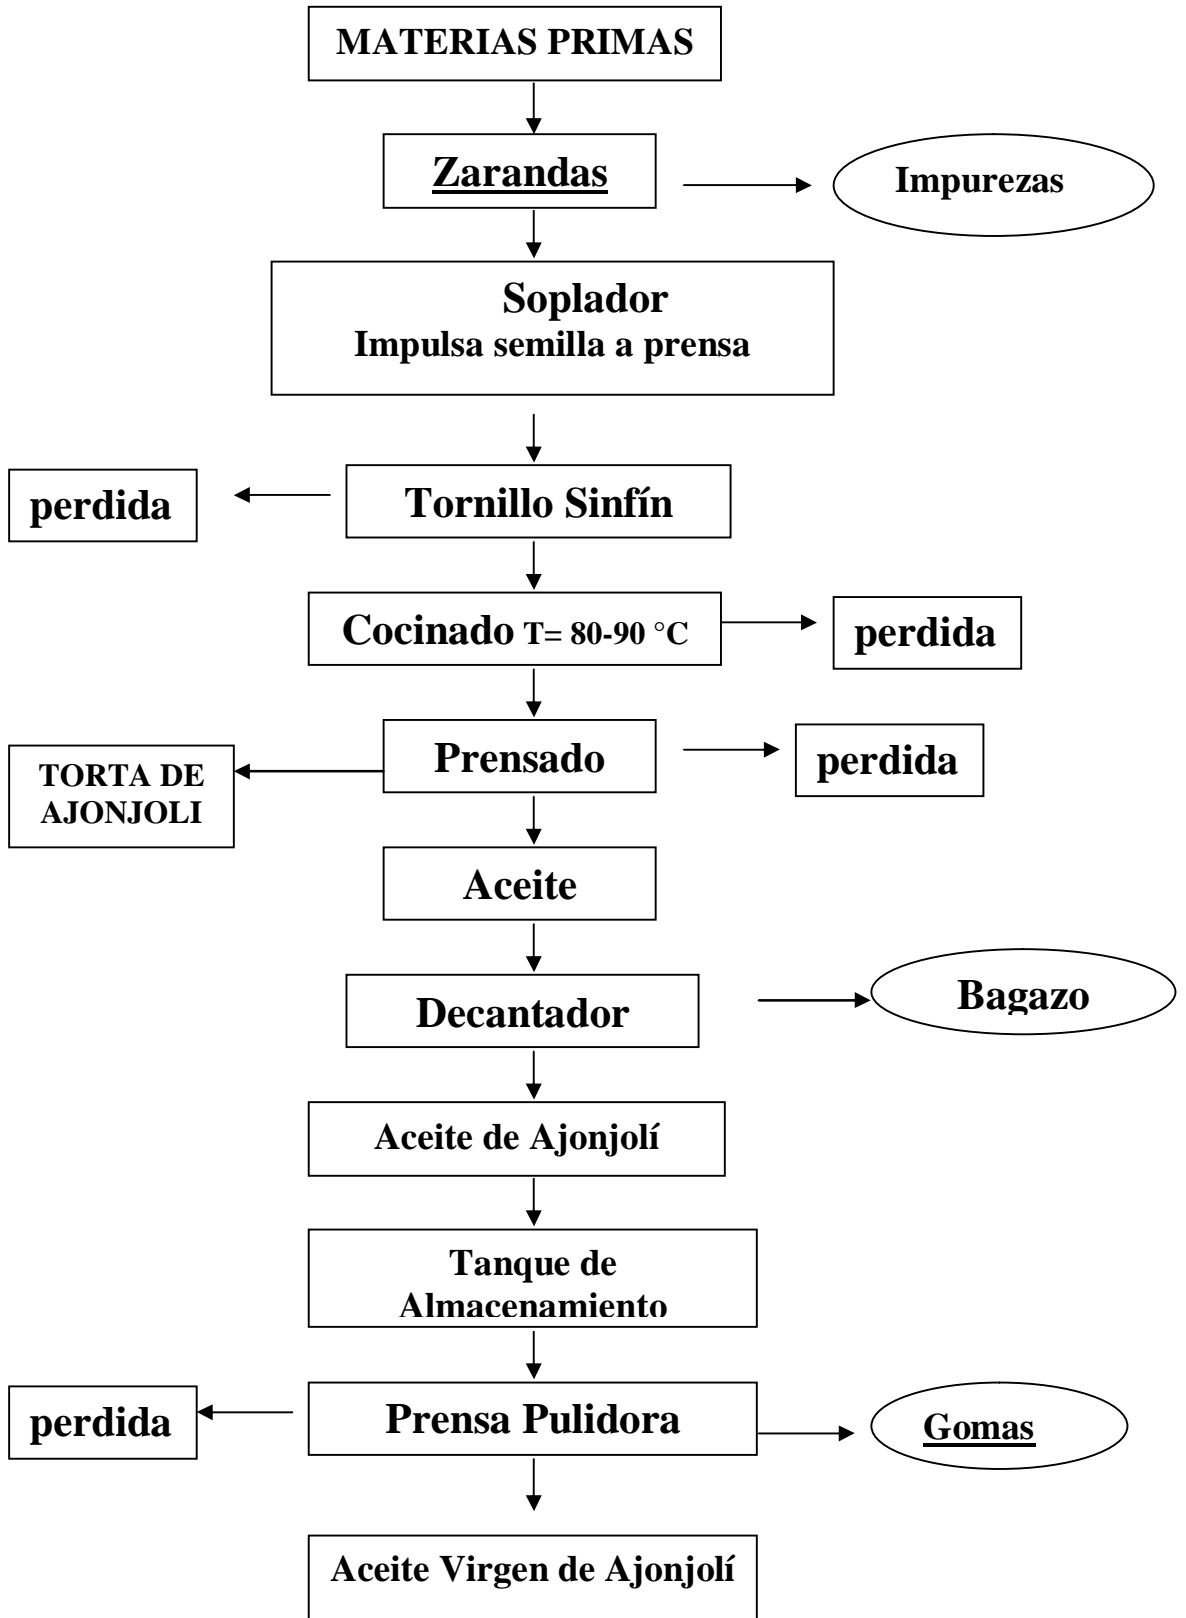 MATERIAS PRIMAS
Zarandas
Impurezas
Soplador
Impulsa semilla a prensa
perdida
Tornillo Sinfín
Cocinado T= 80-90 °C
perdida
Prensado
perdida
TORTA DE
AJONJOLI
Aceite
Decantador
Bagazo
Aceite de Ajonjolí
Tanque de
Almacenamiento
perdida
Prensa Pulidora
Gomas
Aceite Virgen de Ajonjolí